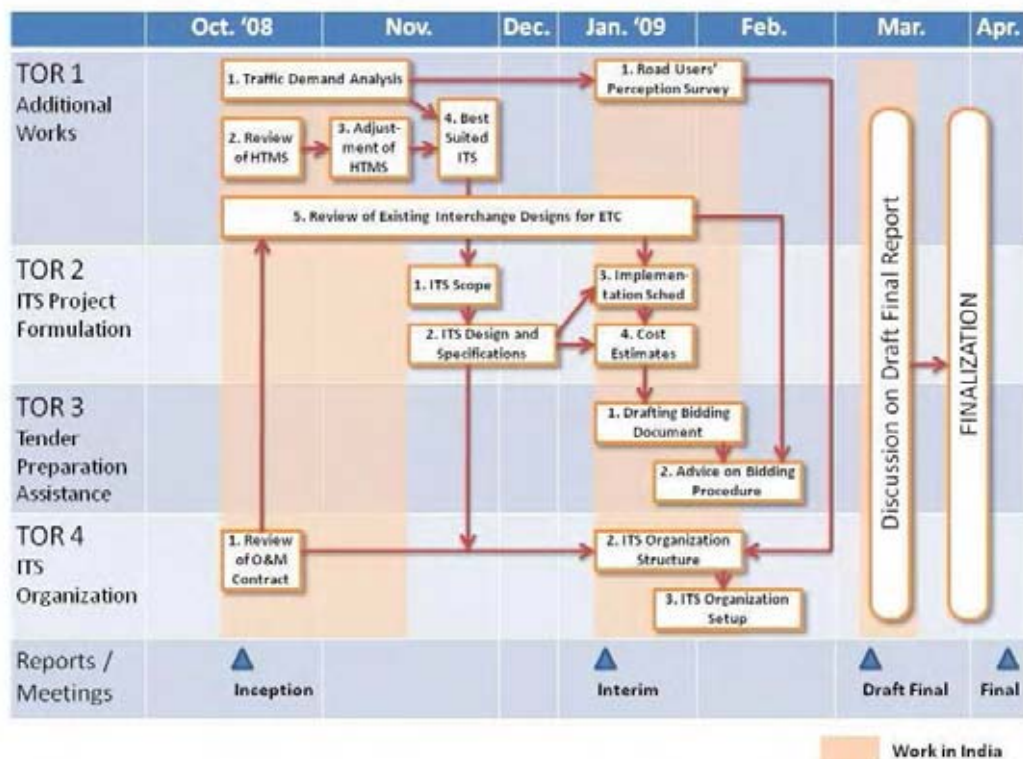 Oct. '08 Nov. Dec. Jan. '09 Feb. Mar. Apr.
TOR 1
Additional
Works
1. Traffic Demand Analysis
1. Road Users'
Perception Survey
2. Review
of HTMS
3. Adjust-
ment of
HTMS
4. Best
Suited
ITS
5. Review of Existing Interchange Designs for ETC
TOR 2
ITS Project
Formulation
1. ITS Scope
2. ITS Design and
Specifications
3. Implemen-
tation Sched
4. Cost
Estimates
TOR 3
Tender
Preparation
Assistance
1. Drafting Bidding
Document
2. Advice on Bidding
Procedure
TOR 4
ITS
Organization
1. Review
of O&M
Contract
2. ITS Organization
Structure
3. ITS Organization
Setup
Discussion on Draft Final Report
FINALIZATION
Reports /
Meetings
Inception
Interim
Draft Final
Final
Work in India